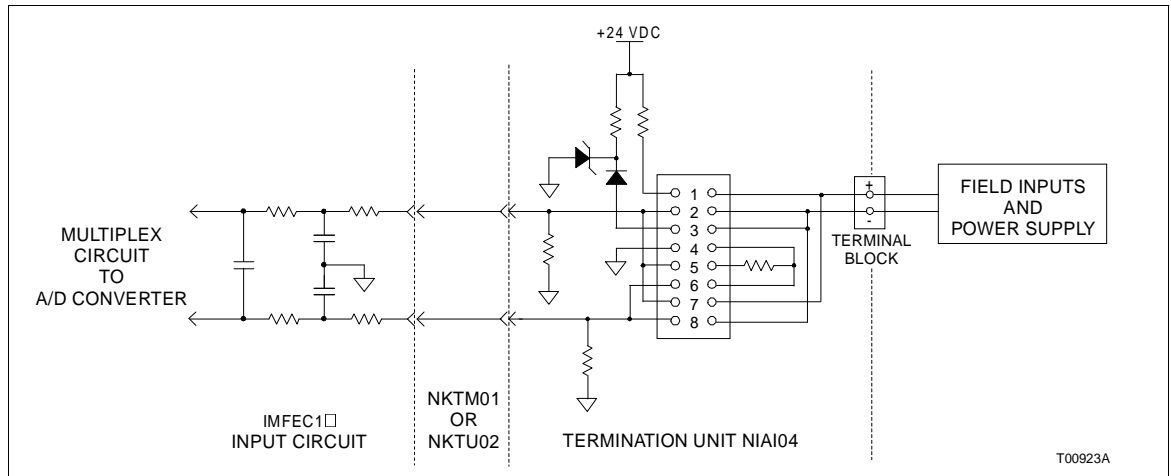 +24 VDC
1
2
3
4
5
6
7
8
+
-
TERMINAL
BLOCK
FIELD INPUTS
AND
POWER SUPPLY
MULTIPLEX
CIRCUIT
TO
A/D CONVERTER
IMFEC1□
INPUT CIRCUIT
NKTM01
OR
NKTU02
TERMINATION UNIT NIAI04
T00923A